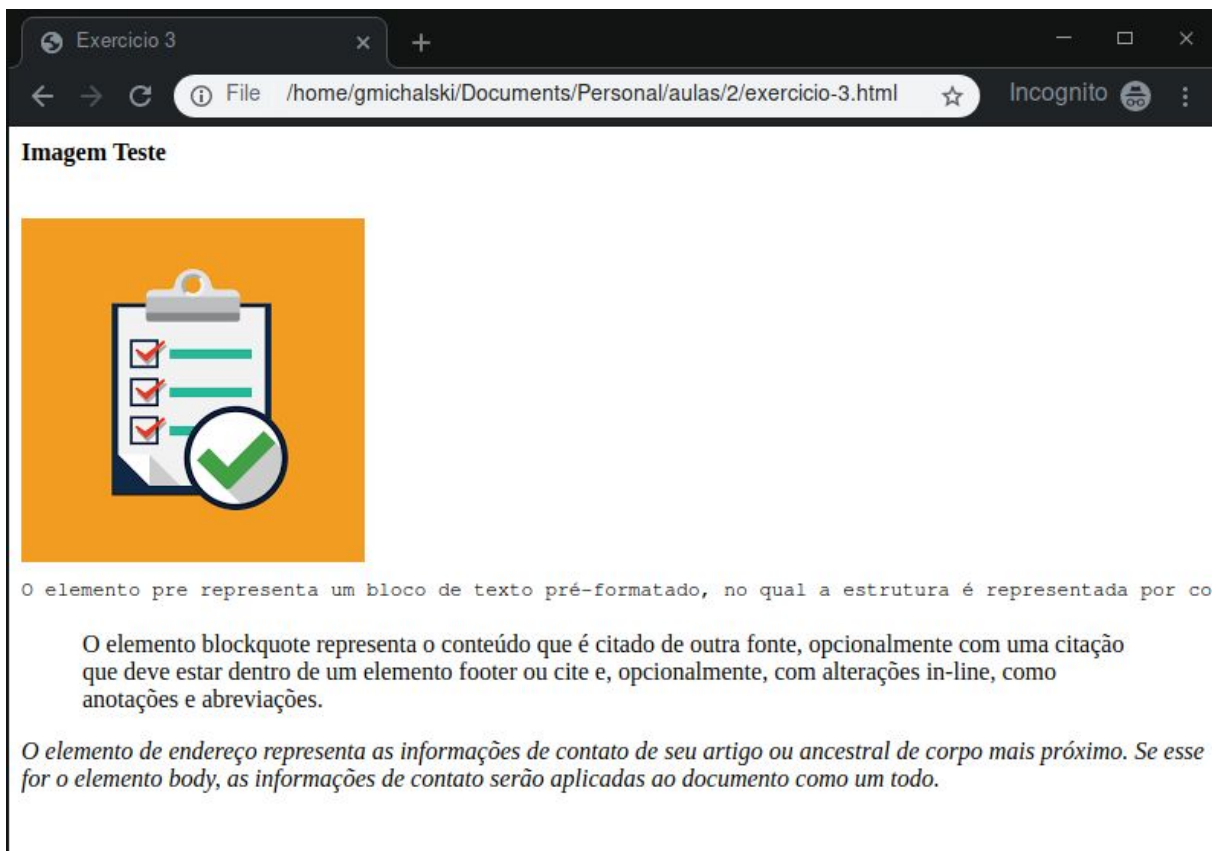 Exercicio 3
File /home/gmichalski/Documents/Personal/aulas/2/exercicio-3.html Incognito
Imagem Teste
O elemento pre representa um bloco de texto pré-formatado, no qual a estrutura é representada por co
O elemento blockquote representa o conteúdo que é citado de outra fonte, opcionalmente com uma citação
que deve estar dentro de um elemento footer ou cite e, opcionalmente, com alterações in-line, como
anotações e abreviações.
O elemento de endereço representa as informações de contato de seu artigo ou ancestral de corpo mais próximo. Se esse
for o elemento body, as informações de contato serão aplicadas ao documento como um todo.